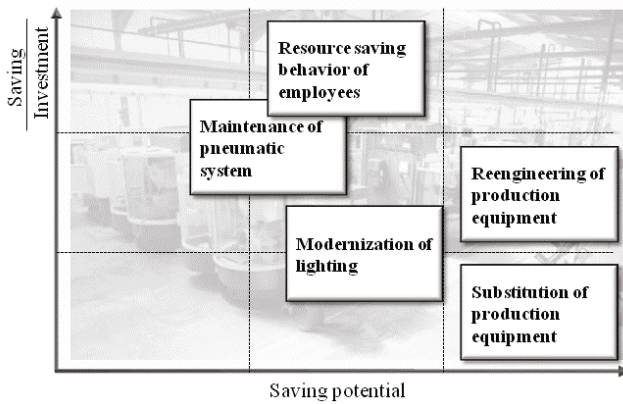 Saving
Investment
Resource saving
behavior of
employees
Maintenance of
pneumatic
system
Reengineering of
production
equipment
Modernization of
lighting
Substitution of
production
equipment
Saving potential